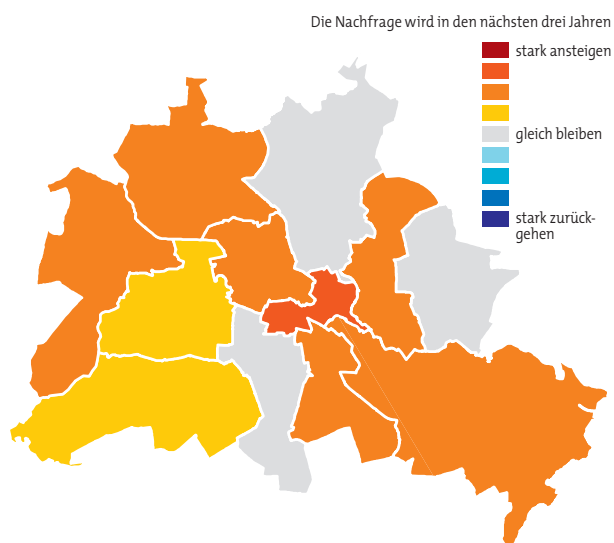 Die Nachfrage wird in den nächsten drei Jahren
stark ansteigen
gleich bleiben
stark zurück-
gehen